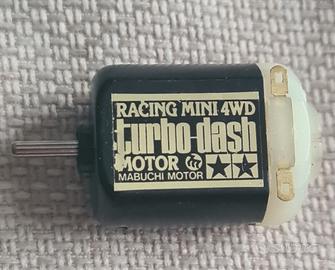 RACING MINI 4WD
turbo-dash
MOTOR
MABUCHI MOTOR